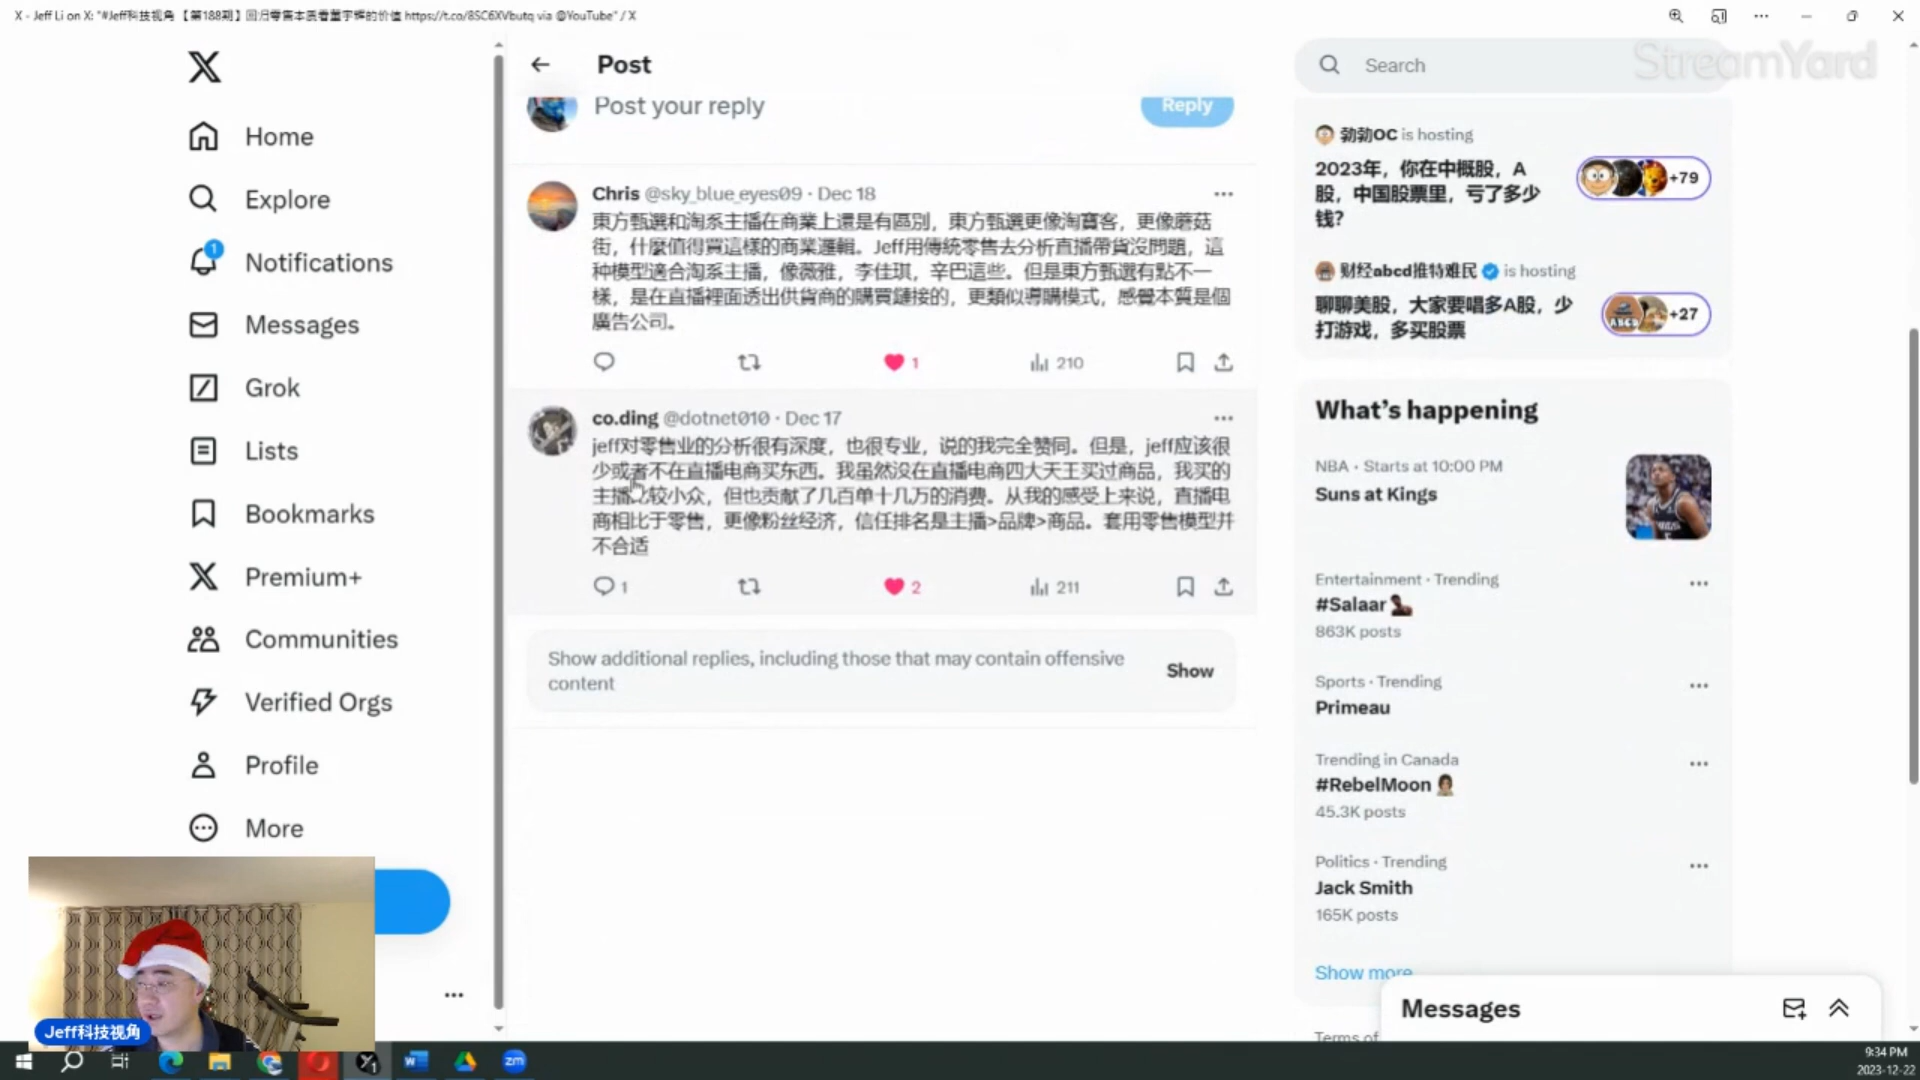 X - Jeff Li on X: "#Jeff科技视角 【第188期】回归零售本质看董宇辉的价值 https://t.co/8SC6XVbutq via @YouTube" / X
StreamYard
Post
Search
Home
Explore
1
Notifications
Messages
Grok
Lists
Bookmarks
Premium+
Communities
Verified Orgs
Profile
More
Jeff科技视角
Post your reply
Reply
Chris @sky_blue_eyes09 · Dec 18
東方甄選和淘系主播在商業上還是有區別，東方甄選更像淘寶客，更像蘑菇
街，什麼值得買這樣的商業邏輯。Jeff用傳統零售去分析直播帶貨沒問題，這
种模型適合淘系主播，像薇雅，李佳琪，辛巴這些。但是東方甄選有點不一
樣，是在直播裡面透出供貨商的購買鏈接的，更類似導購模式，感覺本質是個
廣告公司。
1
210
co.ding @dotnet010 · Dec 17
jeff对零售业的分析很有深度，也很专业，说的我完全赞同。但是，jeff应该很
少或者不在直播电商买东西。我虽然没在直播电商四大天王买过商品，我买的
主播比较小众，但也贡献了几百单十几万的消费。从我的感受上来说，直播电
商相比于零售，更像粉丝经济，信任排名是主播>品牌>商品。套用零售模型并
不合适
1
2
211
Show additional replies, including those that may contain offensive
content
Show
勃勃OC is hosting
2023年，你在中概股，A
股，中国股票里，亏了多少
钱？
+79
财经abcd推特难民 is hosting
聊聊美股，大家要唱多A股，少
打游戏，多买股票
ABCD
+27
What's happening
NBA · Starts at 10:00 PM
Suns at Kings
Entertainment · Trending
#Salaar
863K posts
Sports · Trending
Primeau
Trending in Canada
#RebelMoon
45.3K posts
Politics · Trending
Jack Smith
165K posts
Show more
Terms of
Messages
zm
9:34 PM
2023-12-22